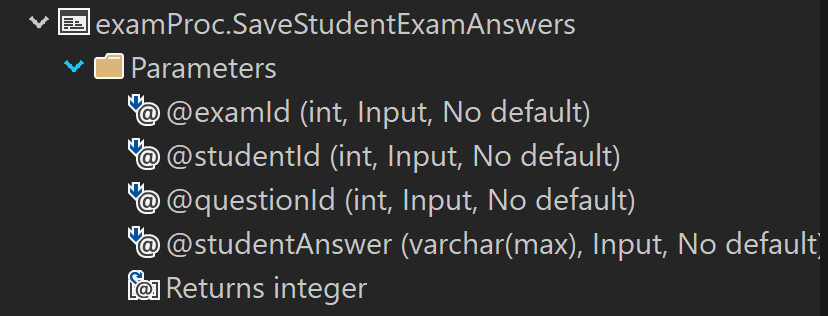 examProc.SaveStudentExamAnswers
Parameters
@examId (int, Input, No default)
@studentId (int, Input, No default)
@questionId (int, Input, No default)
@studentAnswer (varchar(max), Input, No default)
Returns integer